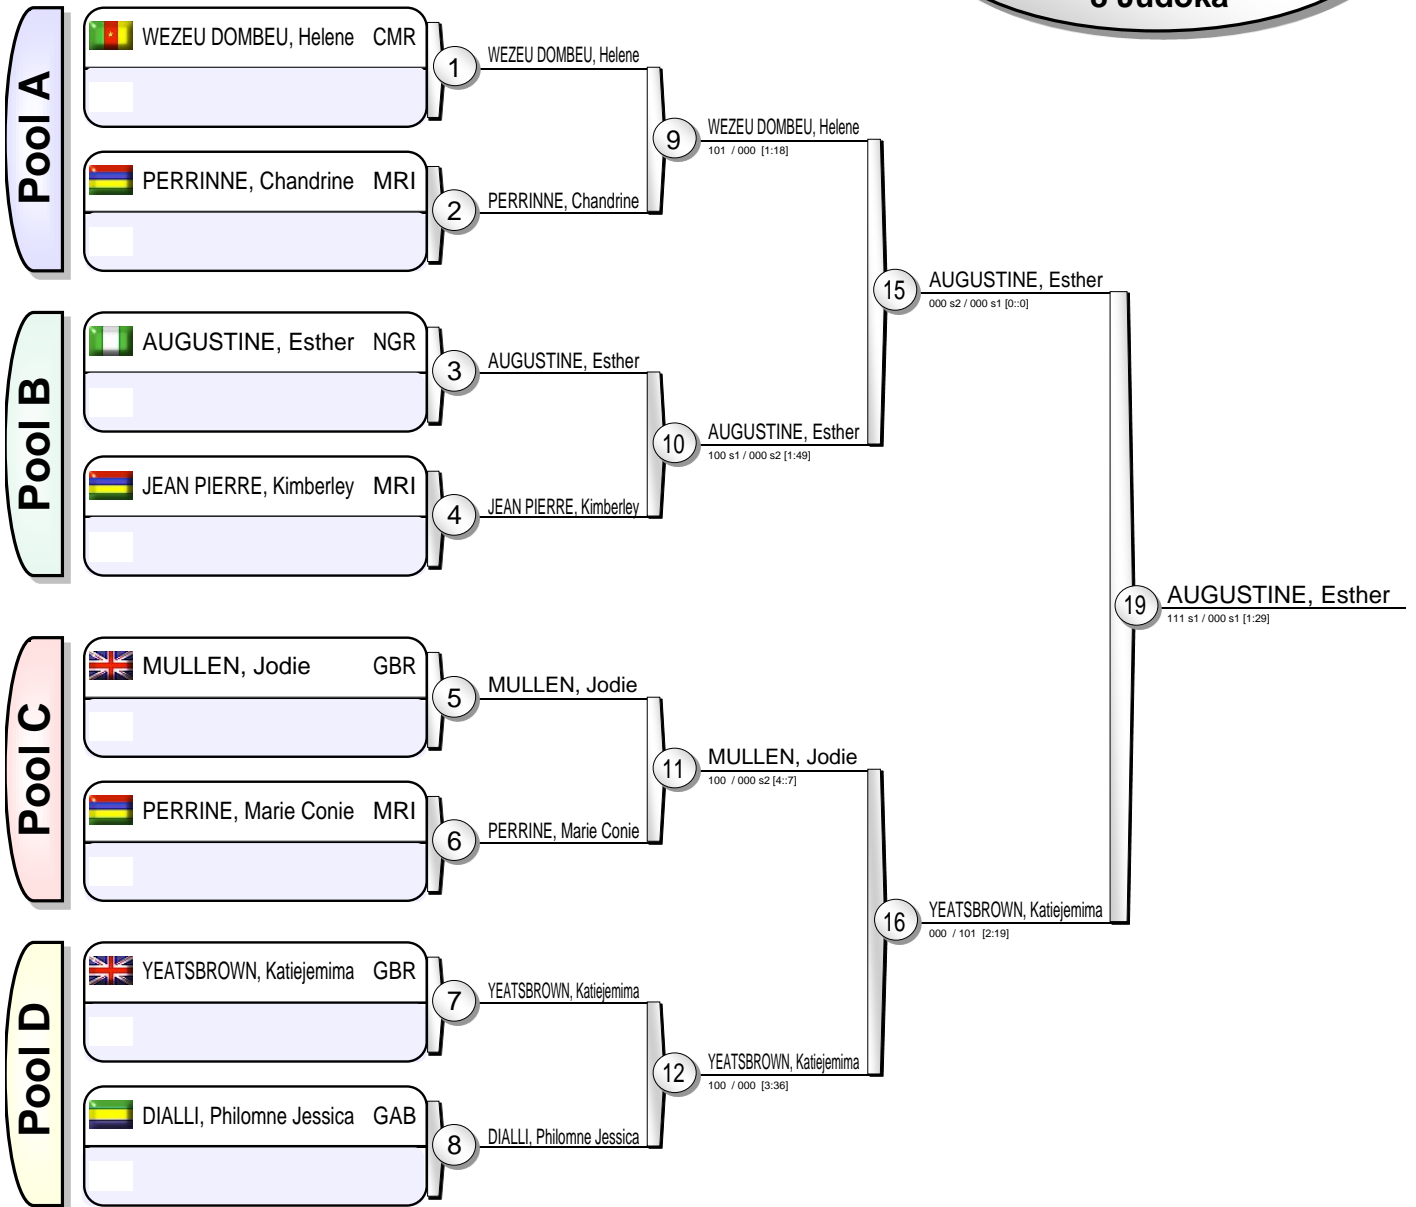 Judoka
Pool A
WEZEU DOMBEU, Helene CMR
1
WEZEU DOMBEU, Helene
9
WEZEU DOMBEU, Helene
101 / 000 [1:18]
PERRINNE, Chandrine MRI
2
PERRINNE, Chandrine
15
AUGUSTINE, Esther
000 s2 / 000 s1 [0::0]
Pool B
AUGUSTINE, Esther NGR
3
AUGUSTINE, Esther
10
AUGUSTINE, Esther
100 s1 / 000 s2 [1:49]
JEAN PIERRE, Kimberley MRI
4
JEAN PIERRE, Kimberley
19
AUGUSTINE, Esther
111 s1 / 000 s1 [1:29]
Pool C
MULLEN, Jodie GBR
5
MULLEN, Jodie
11
MULLEN, Jodie
100 / 000 s2 [4::7]
PERRINE, Marie Conie MRI
6
PERRINE, Marie Conie
16
YEATSBROWN, Katiejemima
000 / 101 [2:19]
Pool D
YEATSBROWN, Katiejemima GBR
7
YEATSBROWN, Katiejemima
12
YEATSBROWN, Katiejemima
100 / 000 [3:36]
DIALLI, Philomne Jessica GAB
8
DIALLI, Philomne Jessica